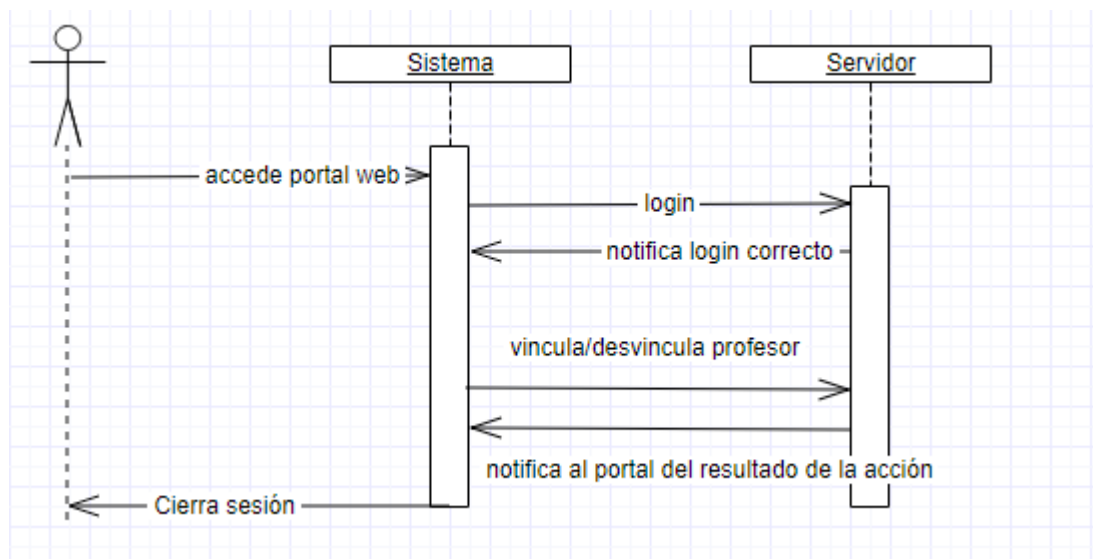 Sistema
Servidor
accede portal web
login
notifica login correcto
vincula/desvincula profesor
notifica al portal del resultado de la acción
Cierra sesión